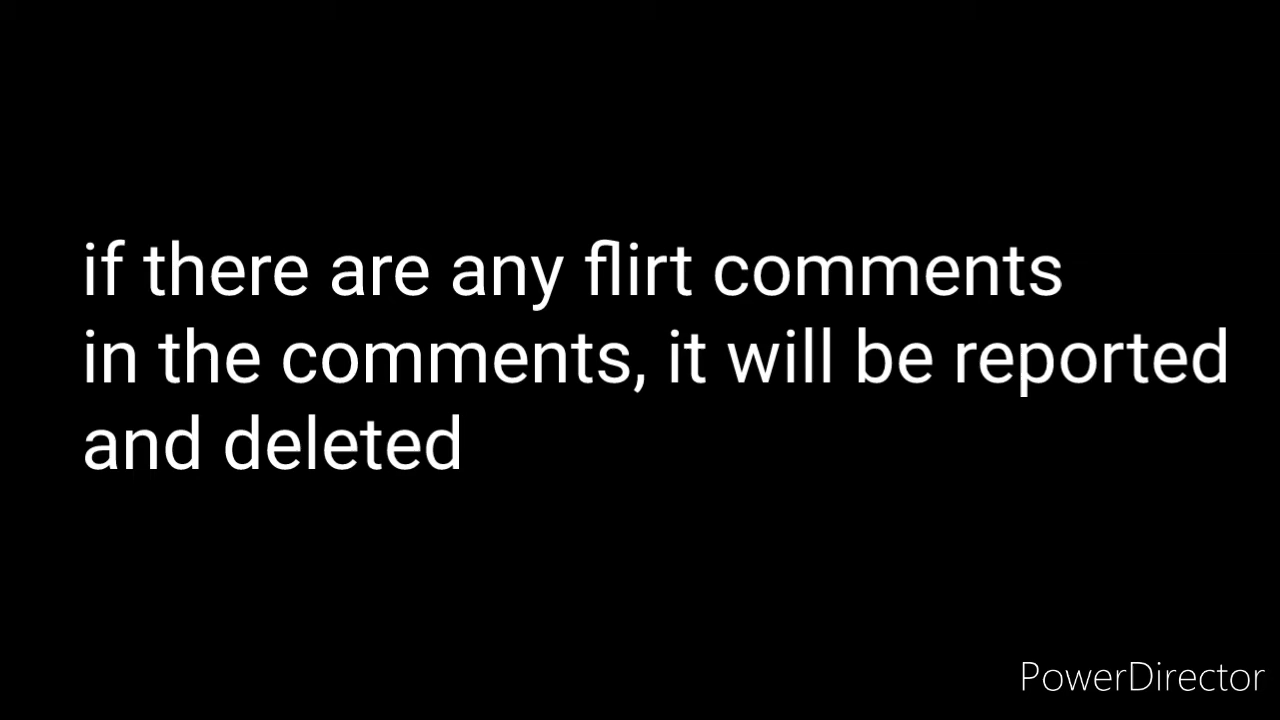 if there are any flirt comments
in the comments, it will be reported
and deleted
PowerDirector